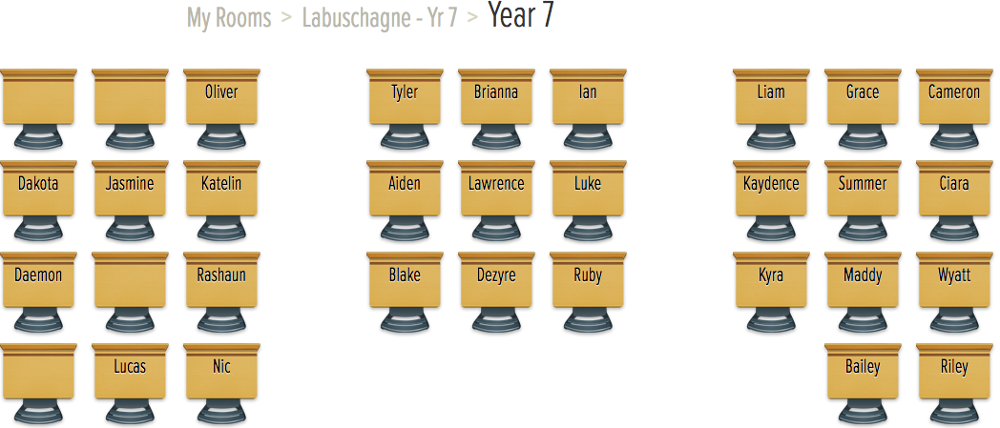 My Rooms > Labuschagne - Yr 7 > Year 7
Oliver Tyler Brianna Ian Liam Grace Cameron
Dakota Jasmine Katelin Aiden Lawrence Luke Kaydence Summer Ciara
Daemon Rashaun Blake Dezyre Ruby Kyra Maddy Wyatt
Lucas Nic Bailey Riley